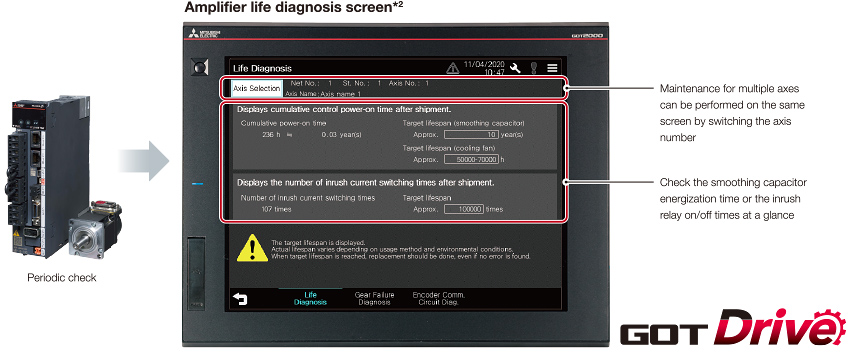 Amplifier life diagnosis screen*2
MITSUBISHI
ELECTRIC
GOT2000
Life Diagnosis
11/04/2020
10:47
Axis Selection
Net No.: 1 St. No.: 1 Axis No.: 1
Axis Name: Axis name 1
Displays cumulative control power-on time after shipment.
Cumulative power-on time
236 h ≒ 0.03 year(s)
Target lifespan (smoothing capacitor)
Approx. 10 year(s)
Target lifespan (cooling fan)
Approx. 50000-70000 h
Displays the number of inrush current switching times after shipment.
Number of inrush current switching times
107 times
Target lifespan
Approx. 100000 times
The target lifespan is displayed.
Actual lifespan varies depending on usage method and environmental conditions.
When target lifespan is reached, replacement should be done, even if no error is found.
Life
Diagnosis
Gear Failure
Diagnosis
Encoder Comm.
Circuit Diag.
Maintenance for multiple axes
can be performed on the same
screen by switching the axis
number
Check the smoothing capacitor
energization time or the inrush
relay on/off times at a glance
Periodic check
GOT Drive